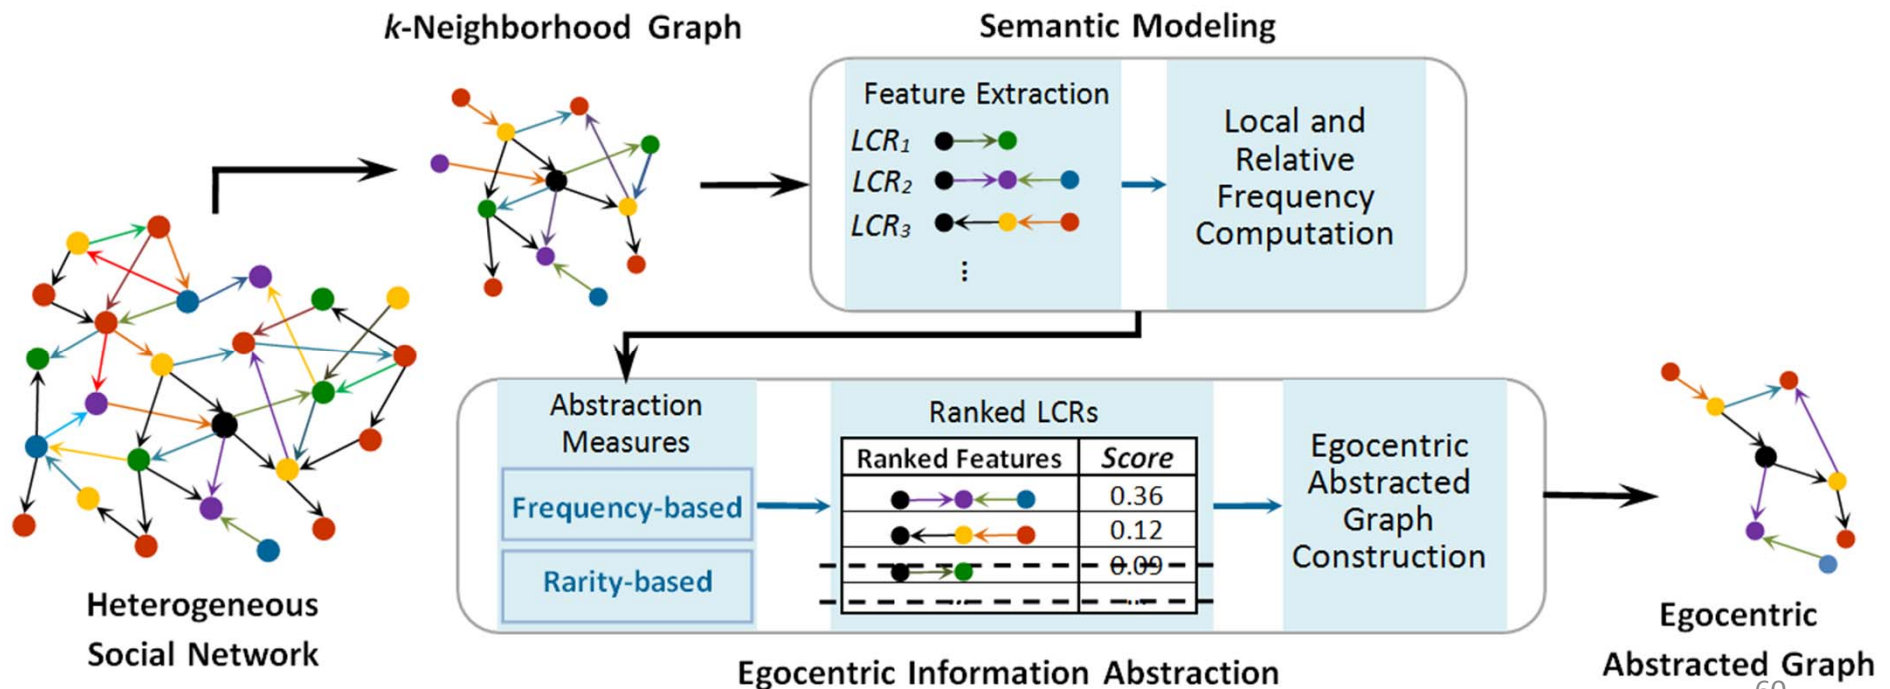 k-Neighborhood Graph
Semantic Modeling
Feature Extraction
LCR1
LCR2
LCR3
⋮
Local and
Relative
Frequency
Computation
Heterogeneous
Social Network
Abstraction
Measures
Frequency-based
Rarity-based
Ranked LCRs
Ranked Features Score
0.36
0.12
0.09
... ...
Egocentric
Abstracted
Graph
Construction
Egocentric Information Abstraction
Egocentric
Abstracted Graph
60